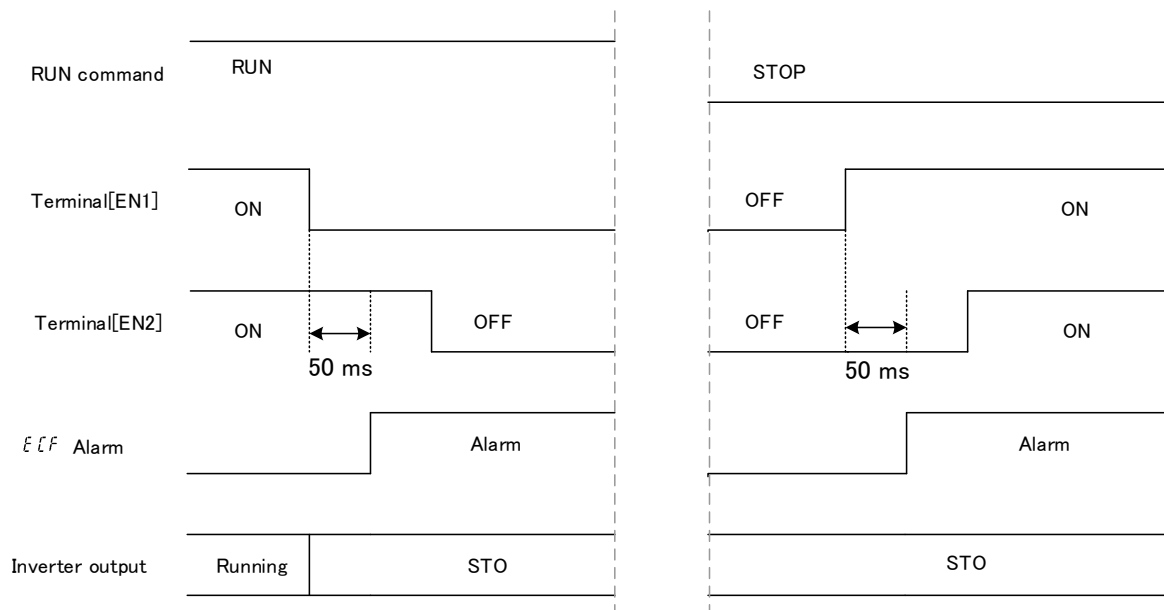 RUN command
RUN
STOP
Terminal[EN1]
ON
OFF
ON
Terminal[EN2]
ON
OFF
OFF
ON
50 ms
50 ms
ECF Alarm
Alarm
Alarm
Inverter output
Running
STO
STO